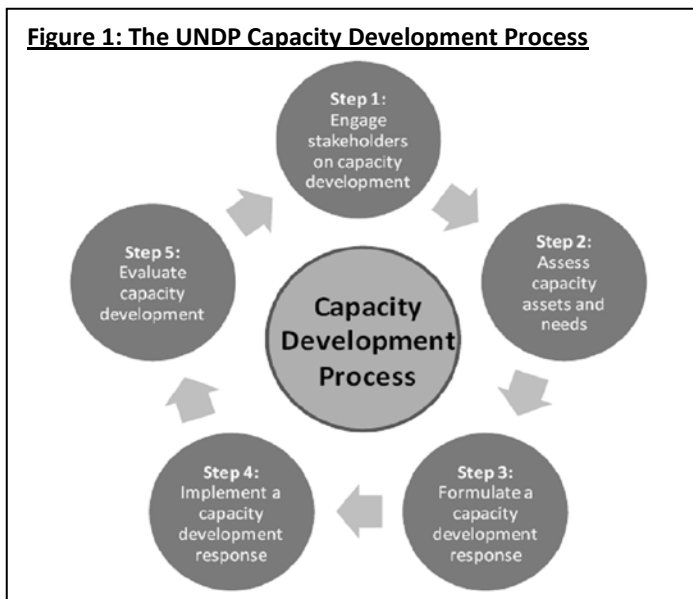 Figure 1: The UNDP Capacity Development Process
Step 1:
Engage
stakeholders
on capacity
development
Step 2:
Assess
capacity
assets and
needs
Step 3:
Formulate a
capacity
development
response
Step 4:
Implement a
capacity
development
response
Step 5:
Evaluate
capacity
development
Capacity
Development
Process